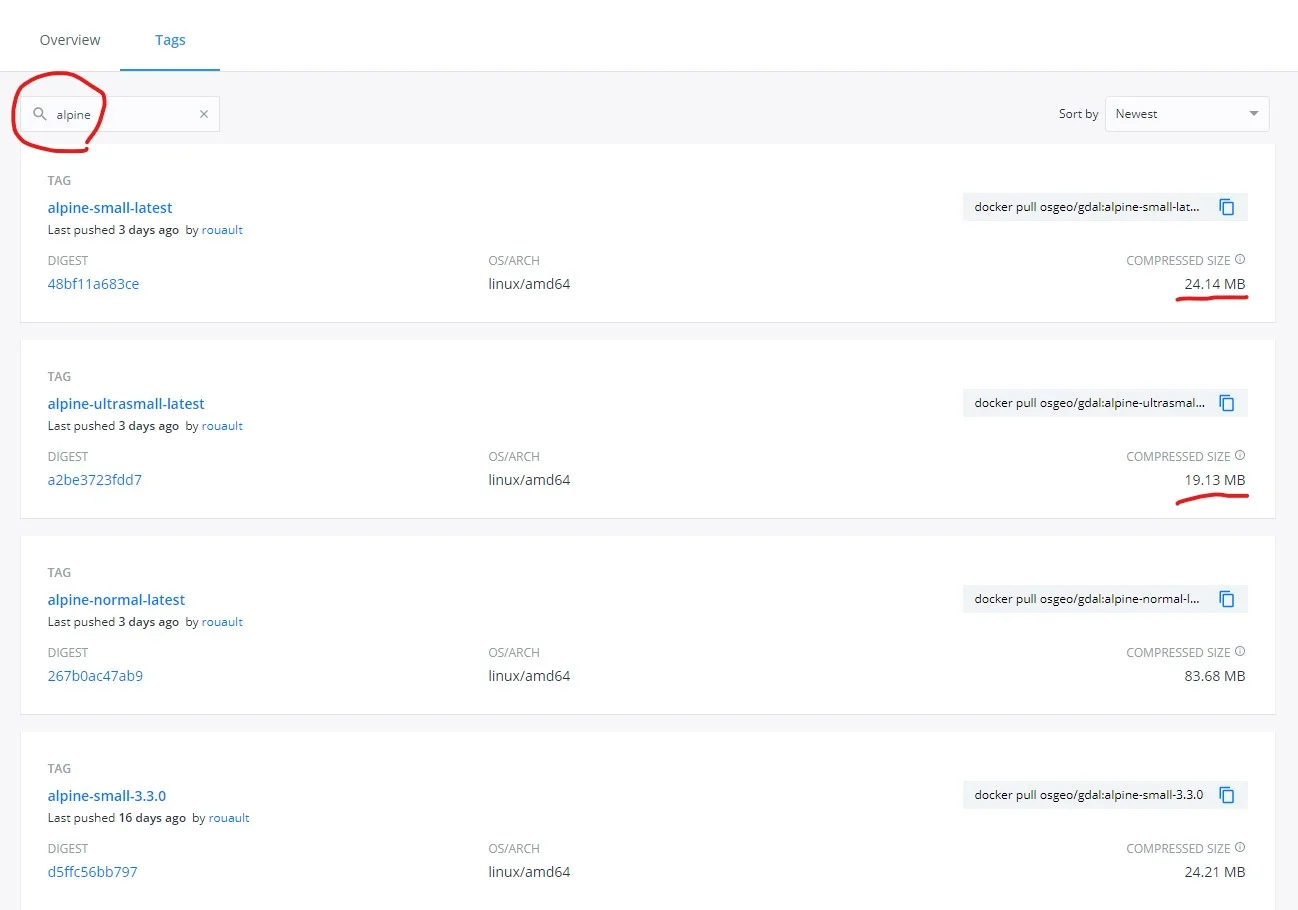 Overview Tags
alpine
Sort by Newest
TAG
alpine-small-latest
docker pull osgeo/gdal:alpine-small-lat...
Last pushed 3 days ago by rouault
DIGEST OS/ARCH COMPRESSED SIZE
48bf11a683ce linux/amd64 24.14 MB
TAG
alpine-ultrasmall-latest
docker pull osgeo/gdal:alpine-ultrasmal...
Last pushed 3 days ago by rouault
DIGEST OS/ARCH COMPRESSED SIZE
a2be3723fdd7 linux/amd64 19.13 MB
TAG
alpine-normal-latest
docker pull osgeo/gdal:alpine-normal-l...
Last pushed 3 days ago by rouault
DIGEST OS/ARCH COMPRESSED SIZE
267b0ac47ab9 linux/amd64 83.68 MB
TAG
alpine-small-3.3.0
docker pull osgeo/gdal:alpine-small-3.3.0
Last pushed 16 days ago by rouault
DIGEST OS/ARCH COMPRESSED SIZE
d5ffc56bb797 linux/amd64 24.21 MB